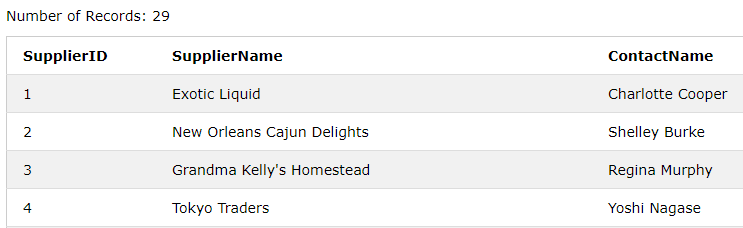 Number of Records: 29
SupplierID SupplierName ContactName
1 Exotic Liquid Charlotte Cooper
2 New Orleans Cajun Delights Shelley Burke
3 Grandma Kelly's Homestead Regina Murphy
4 Tokyo Traders Yoshi Nagase